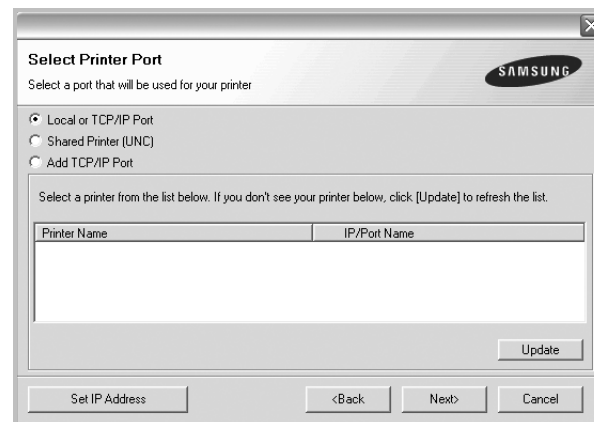 Select Printer Port
Select a port that will be used for your printer
SAMSUNG
Local or TCP/IP Port
Shared Printer (UNC)
Add TCP/IP Port
Select a printer from the list below. If you don't see your printer below, click [Update] to refresh the list.
Printer Name IP/Port Name
Update
Set IP Address <Back Next> Cancel